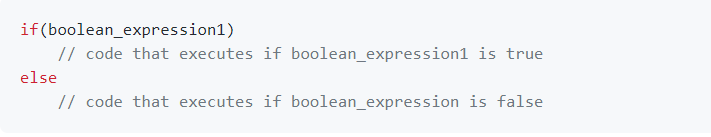 if(boolean_expression1)
    // code that executes if boolean_expression1 is true
else
    // code that executes if boolean_expression is false